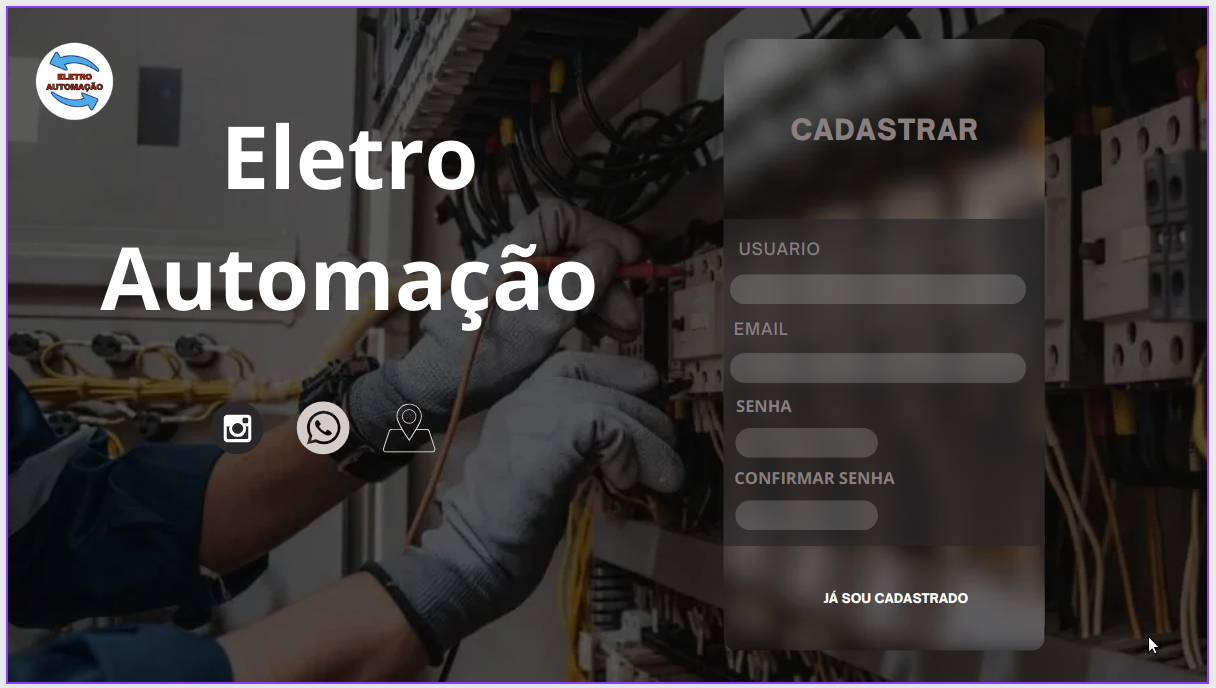 ELETRO
AUTOMAÇÃO
Eletro
Automação
CADASTRAR
USUARIO
EMAIL
SENHA
CONFIRMAR SENHA
JÁ SOU CADASTRADO